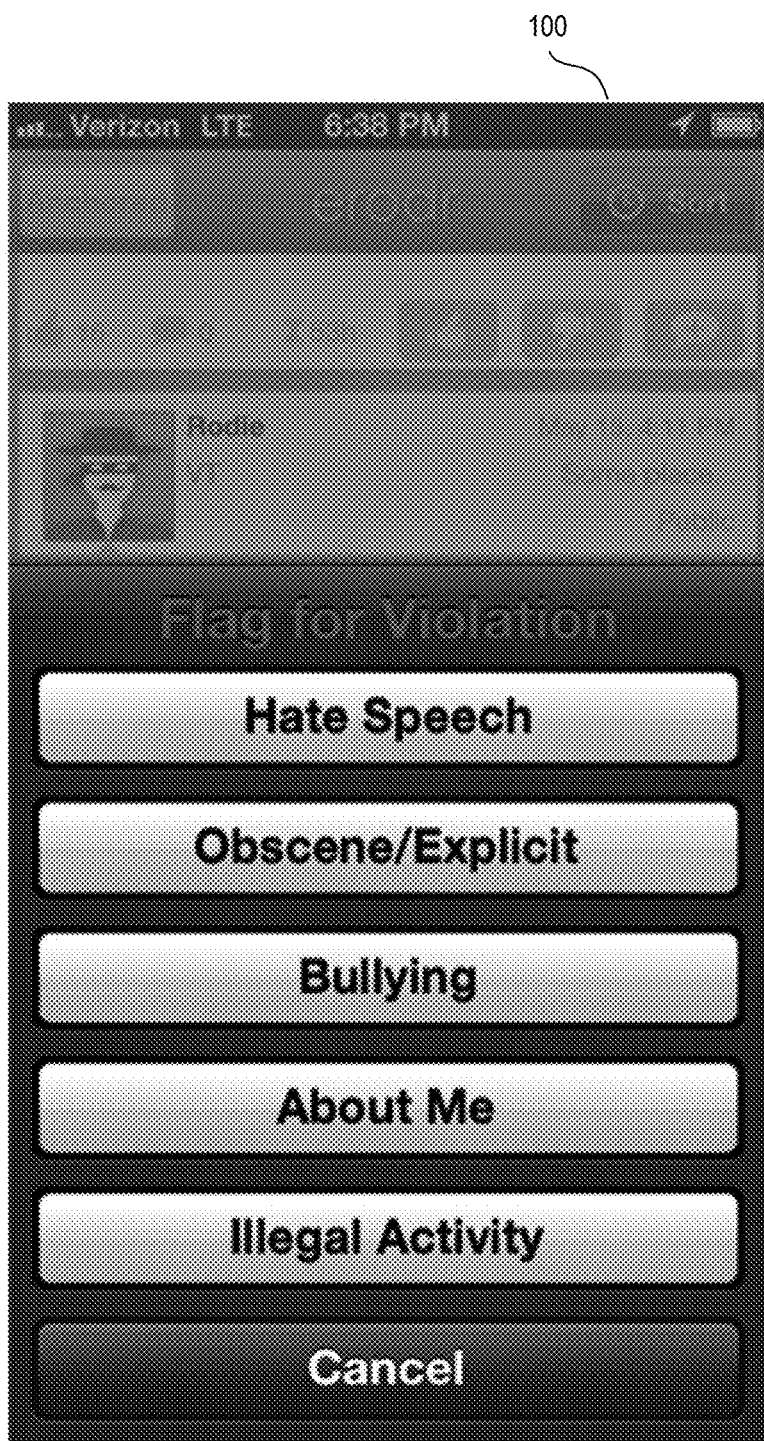 100
Verizon LTE 6:38 PM
Rodio
Flag for Violation
Hate Speech
Obscene/Explicit
Bullying
About Me
Illegal Activity
Cancel